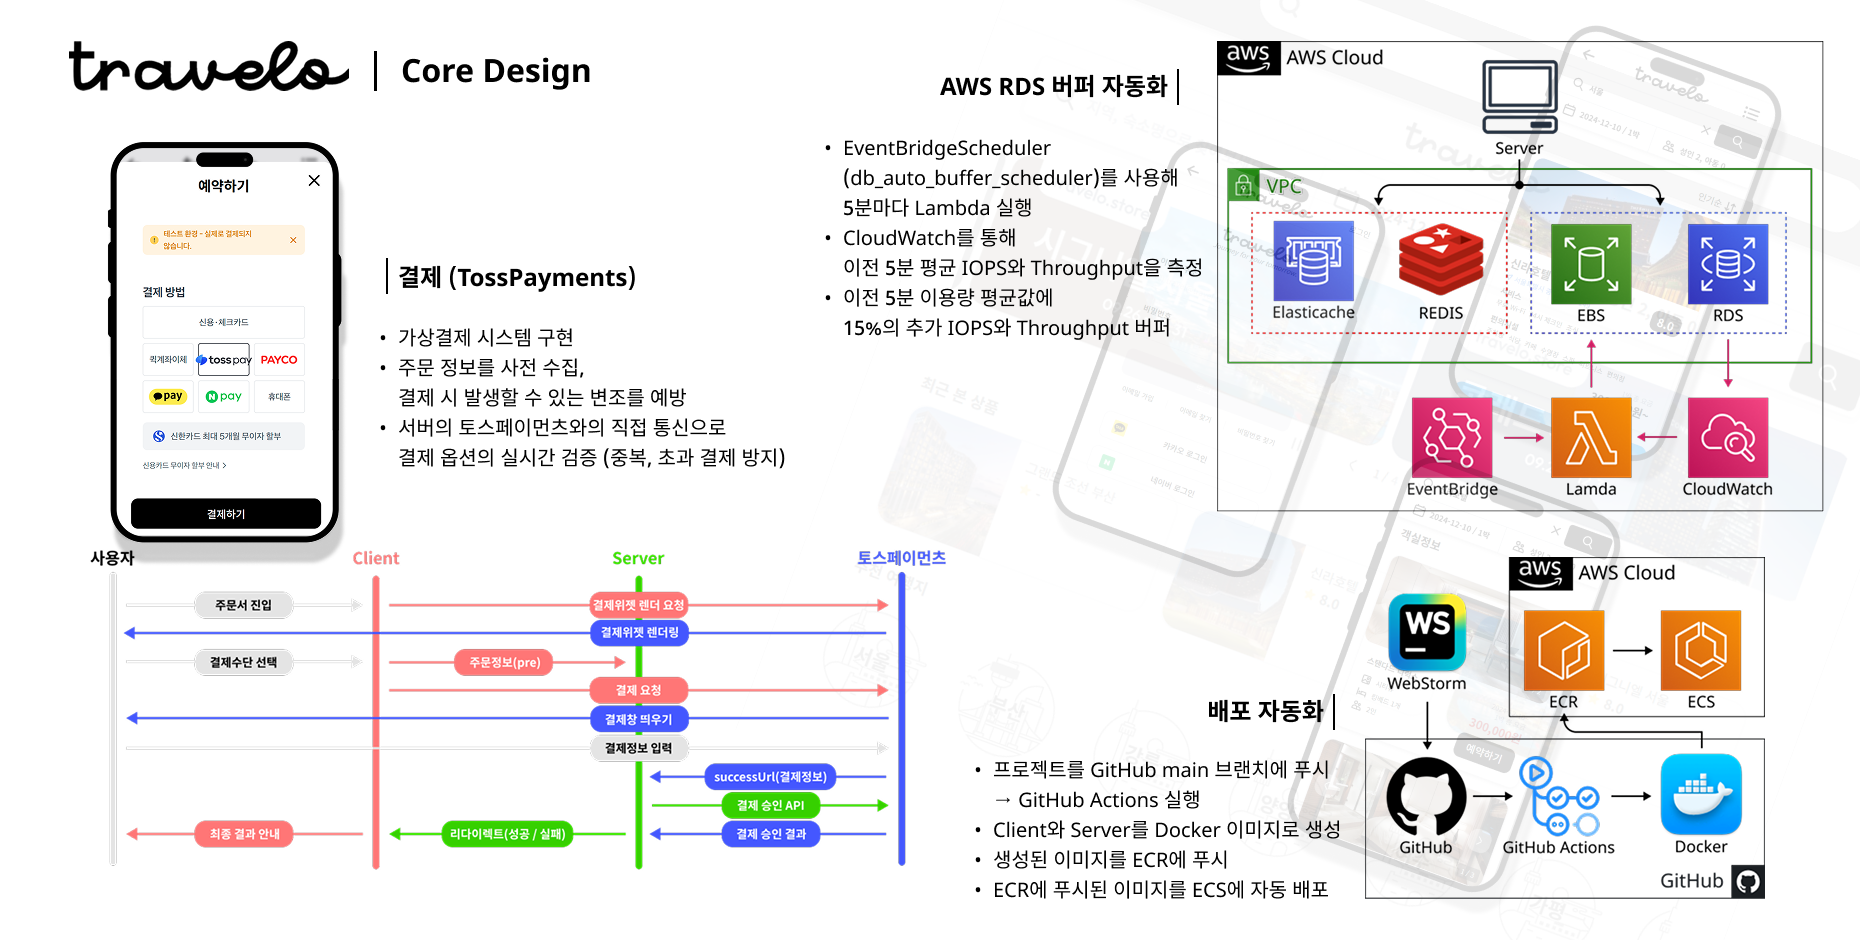 travelo
Core Design
예약하기
테스트 환경 - 실제로 결제되지
않습니다.
결제 방법
신용·체크카드
퀵계좌이체
toss pay
PAYCO
pay
N pay
휴대폰
신한카드 최대 5개월 무이자 할부
신용카드 무이자 할부 안내 >
결제하기
결제 (TossPayments)
• 가상결제 시스템 구현
• 주문 정보를 사전 수집,
결제 시 발생할 수 있는 변조를 예방
• 서버의 토스페이먼츠와의 직접 통신으로
결제 옵션의 실시간 검증 (중복, 초과 결제 방지)
사용자
Client
Server
토스페이먼츠
주문서 진입
결제위젯 렌더 요청
결제위젯 렌더링
결제수단 선택
주문정보(pre)
결제 요청
결제창 띄우기
결제정보 입력
successUrl(결제정보)
결제 승인 API
최종 결과 안내
리다이렉트(성공 / 실패)
결제 승인 결과
AWS RDS 버퍼 자동화
• EventBridgeScheduler
(db_auto_buffer_scheduler)를 사용해
5분마다 Lambda 실행
• CloudWatch를 통해
이전 5분 평균 IOPS와 Throughput을 측정
• 이전 5분 이용량 평균값에
15%의 추가 IOPS와 Throughput 버퍼
aws
AWS Cloud
Server
VPC
Elasticache
REDIS
EBS
RDS
EventBridge
Lamda
CloudWatch
배포 자동화
• 프로젝트를 GitHub main 브랜치에 푸시
→ GitHub Actions 실행
• Client와 Server를 Docker 이미지로 생성
• 생성된 이미지를 ECR에 푸시
• ECR에 푸시된 이미지를 ECS에 자동 배포
aws
AWS Cloud
WS
WebStorm
ECR
ECS
GitHub
GitHub Actions
Docker
GitHub